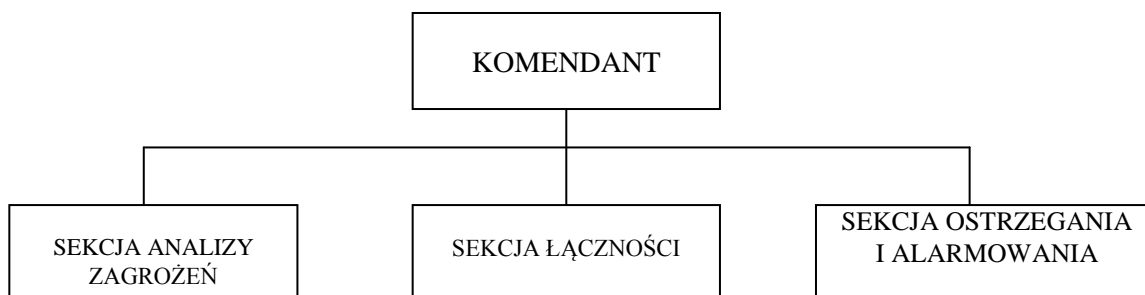 KOMENDANT
SEKCJA ANALIZY
ZAGROŻEŃ
SEKCJA ŁĄCZNOŚCI
SEKCJA OSTRZEGANIA
I ALARMOWANIA